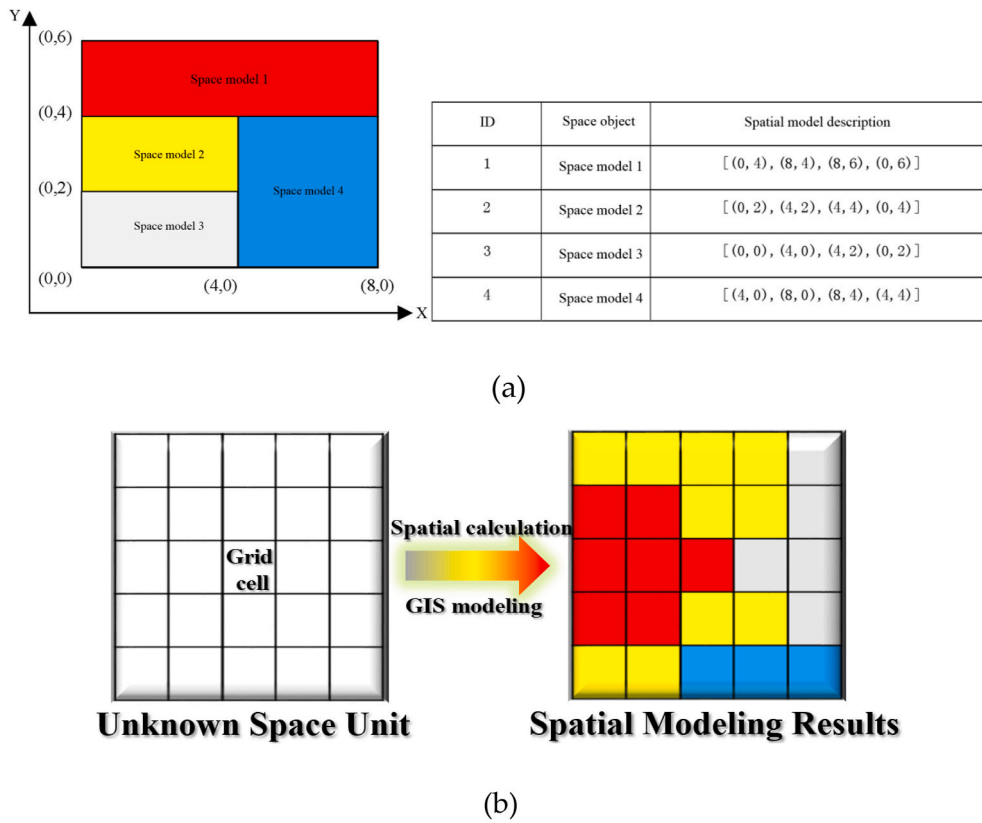 Y
(0,6)
Space model 1
(0,4)
Space model 2
(0,2)
Space model 4
Space model 3
(0,0)
(4,0)
(8,0)
X
ID Space object Spatial model description
1 Space model 1 [(0, 4), (8, 4), (8, 6), (0, 6)]
2 Space model 2 [(0, 2), (4, 2), (4, 4), (0, 4)]
3 Space model 3 [(0, 0), (4, 0), (4, 2), (0, 2)]
4 Space model 4 [(4, 0), (8, 0), (8, 4), (4, 4)]
(a)
Grid
cell
Spatial calculation
GIS modeling
Unknown Space Unit
Spatial Modeling Results
(b)